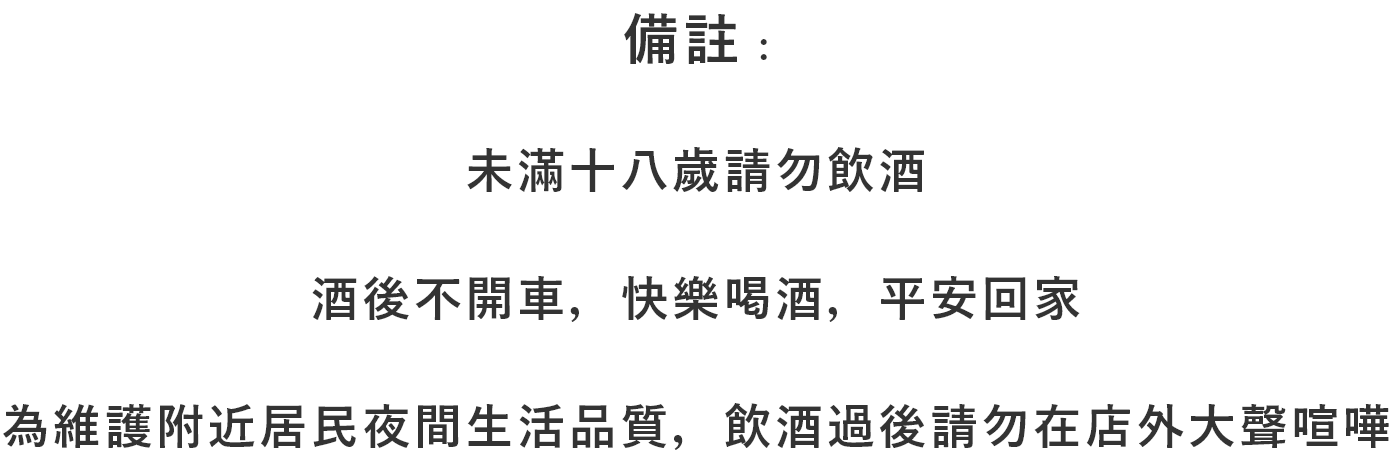 備註：
未滿十八歲請勿飲酒
酒後不開車，快樂喝酒，平安回家
為維護附近居民夜間生活品質，飲酒過後請勿在店外大聲喧嘩